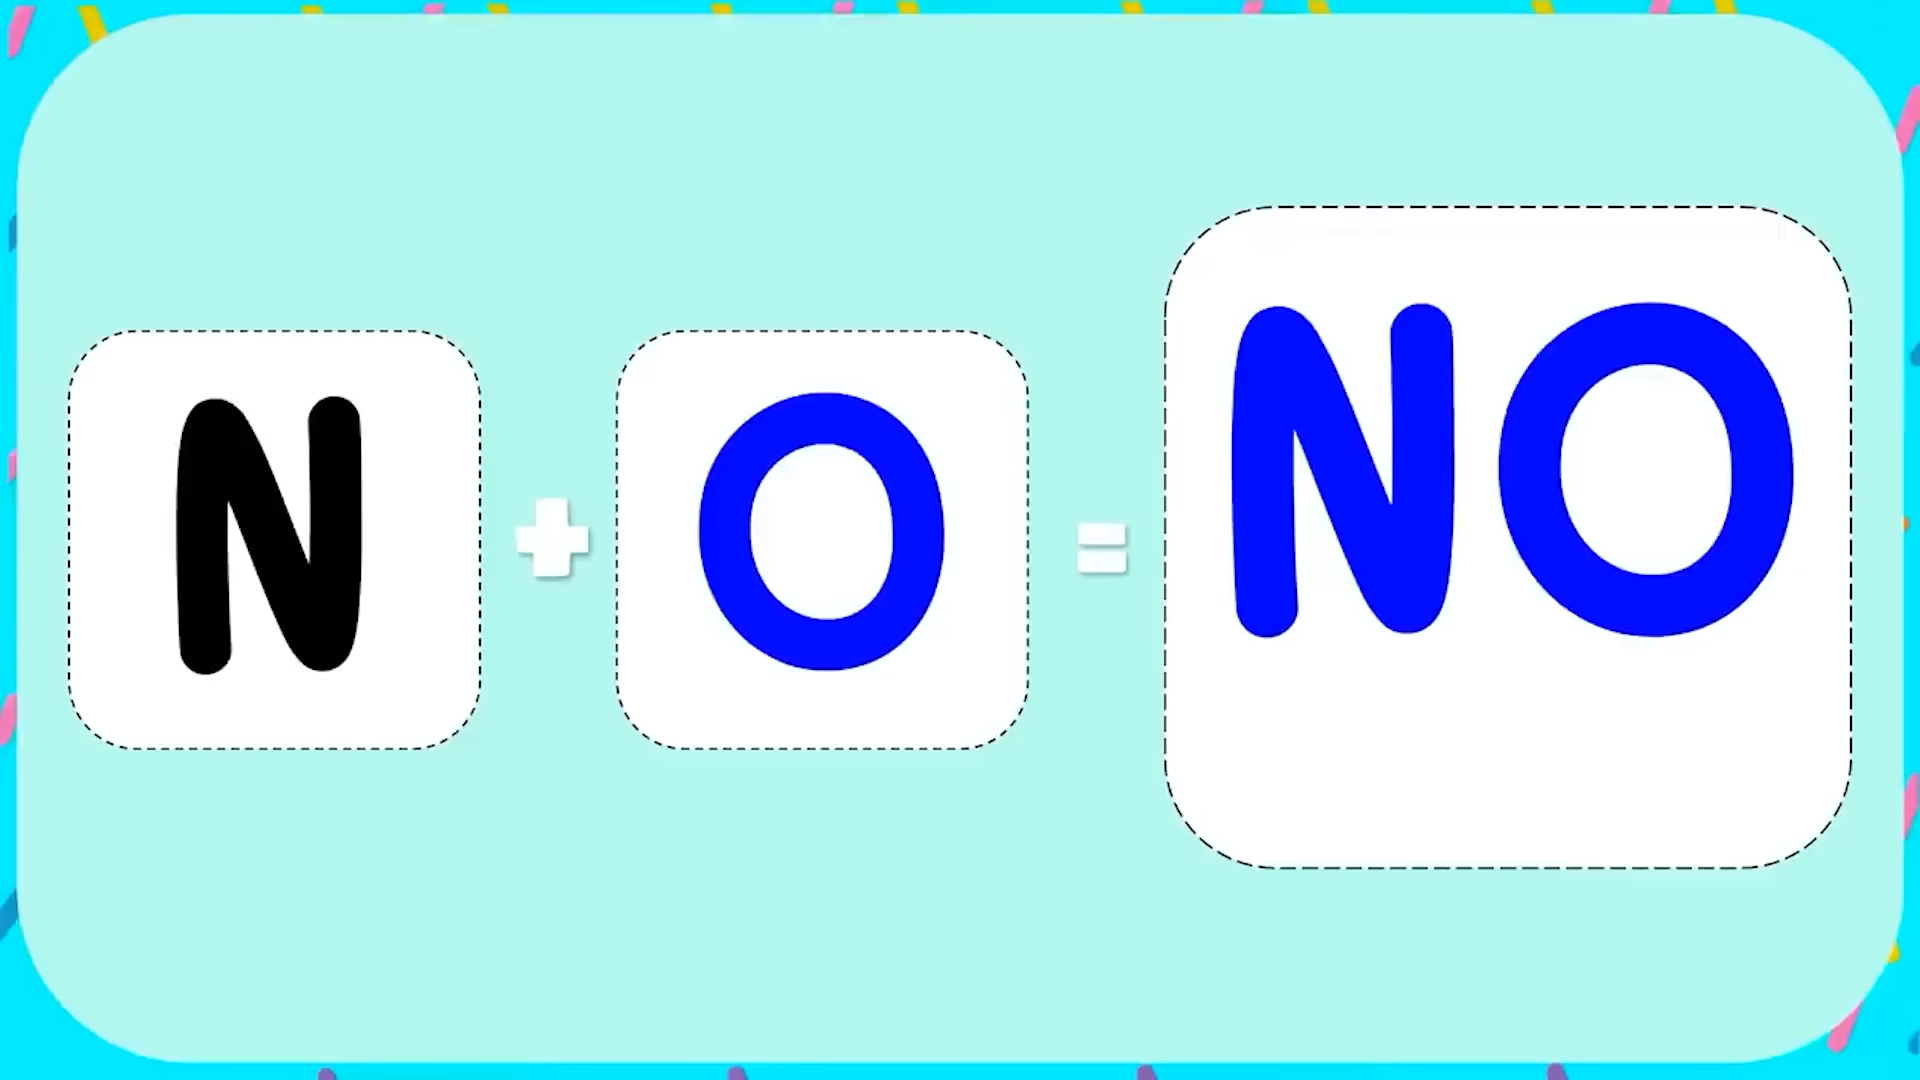 N + O = NO